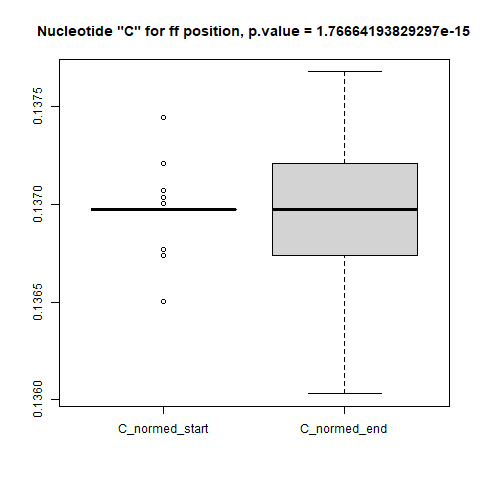 Nucleotide "C" for ff position, p.value = 1.76664193829297e-15
0.1375
0.1370
0.1365
0.1360
C_normed_start
C_normed_end